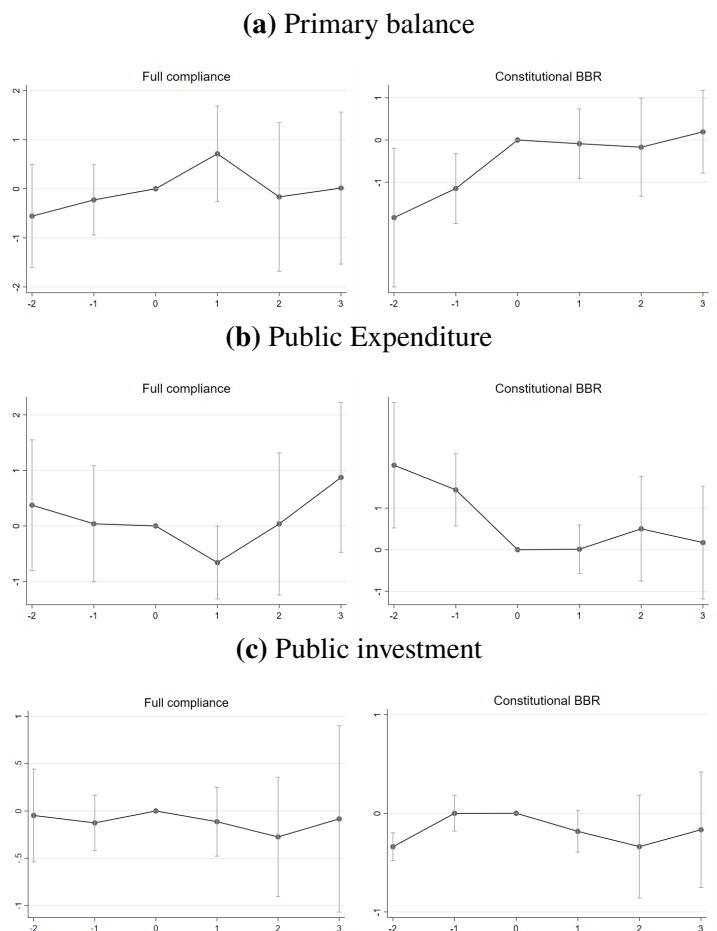 (a) Primary balance
Full compliance
Constitutional BBR
2
1
0
-1
-2
-2 -1 0 1 2 3
1
0
-1
-2 -1 0 1 2 3
(b) Public Expenditure
Full compliance
Constitutional BBR
2
1
0
-1
-2 -1 0 1 2 3
1
0
-1
-2 -1 0 1 2 3
(c) Public investment
Full compliance
Constitutional BBR
1
.5
0
-.5
-1
-2 -1 0 1 2 3
1
0
-1
-2 -1 0 1 2 3